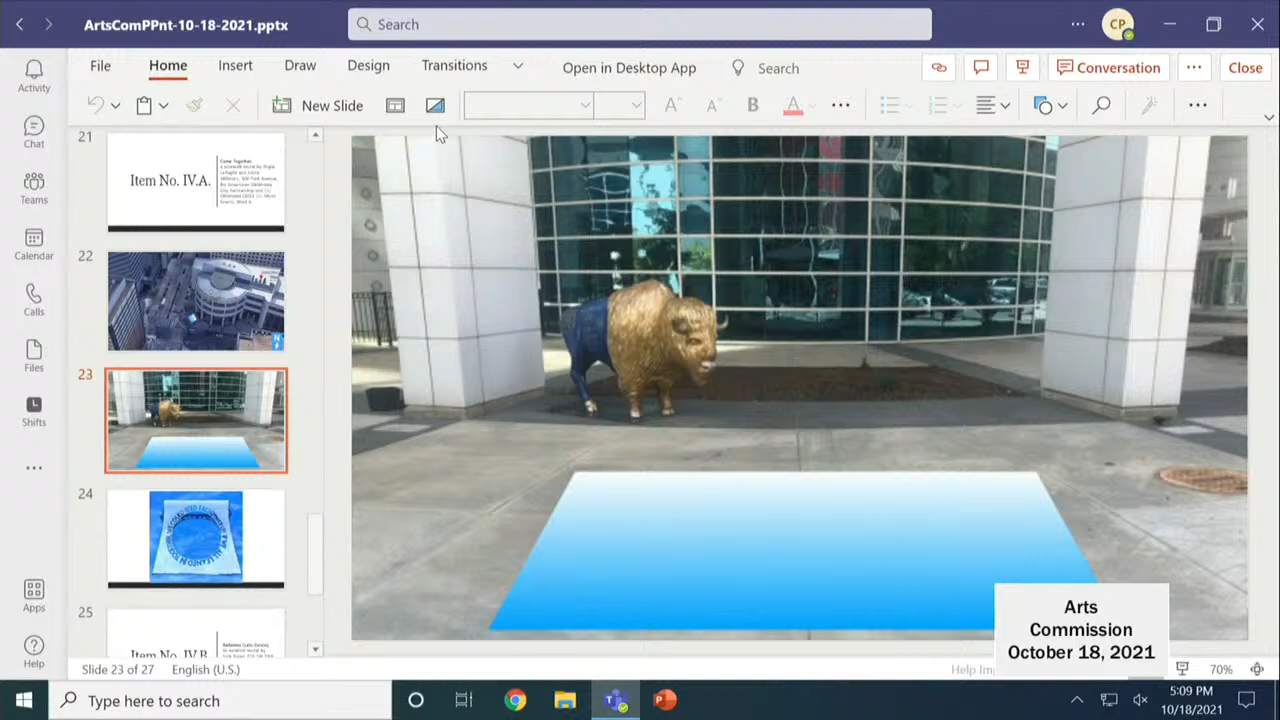 ArtsComPPnt-10-18-2021.pptx
Search
CP
Activity
Chat
Teams
Calendar
Calls
Files
Shifts
Apps
Help
File
Home
Insert
Draw
Design
Transitions
Open in Desktop App
Search
Conversation
Close
New Slide
B
A
21
Item No. IV.A.
Come Together,
22
23
24
25
Item No. IV.B.
Arts
Commission
October 18, 2021
Slide 23 of 27
English (U.S.)
70%
Type here to search
5:09 PM
10/18/2021